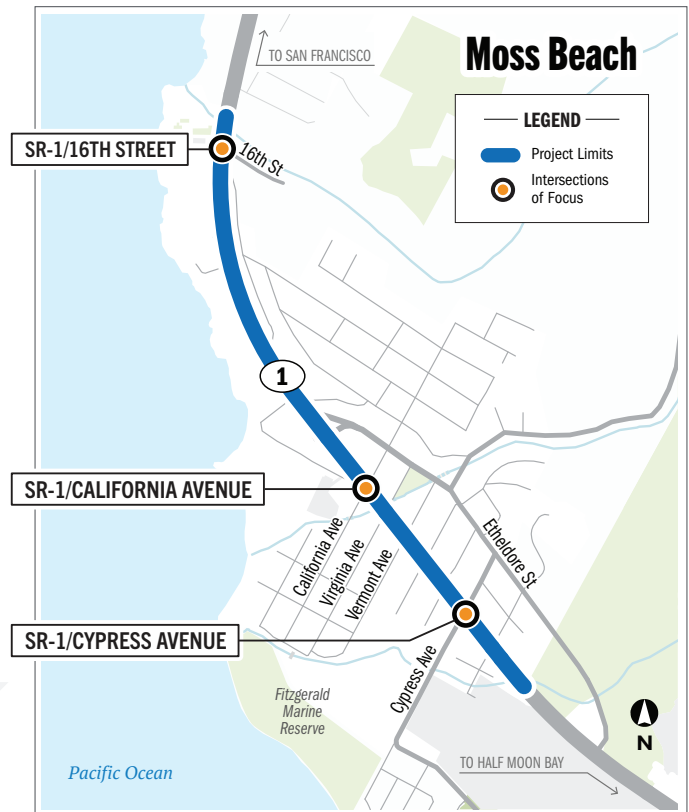 Moss Beach
TO SAN FRANCISCO
LEGEND
Project Limits
Intersections
of Focus
SR-1/16TH STREET
16th St
1
SR-1/CALIFORNIA AVENUE
California Ave
Virginia Ave
Vermont Ave
Etheldore St
SR-1/CYPRESS AVENUE
Cypress Ave
Fitzgerald
Marine
Reserve
N
Pacific Ocean
TO HALF MOON BAY